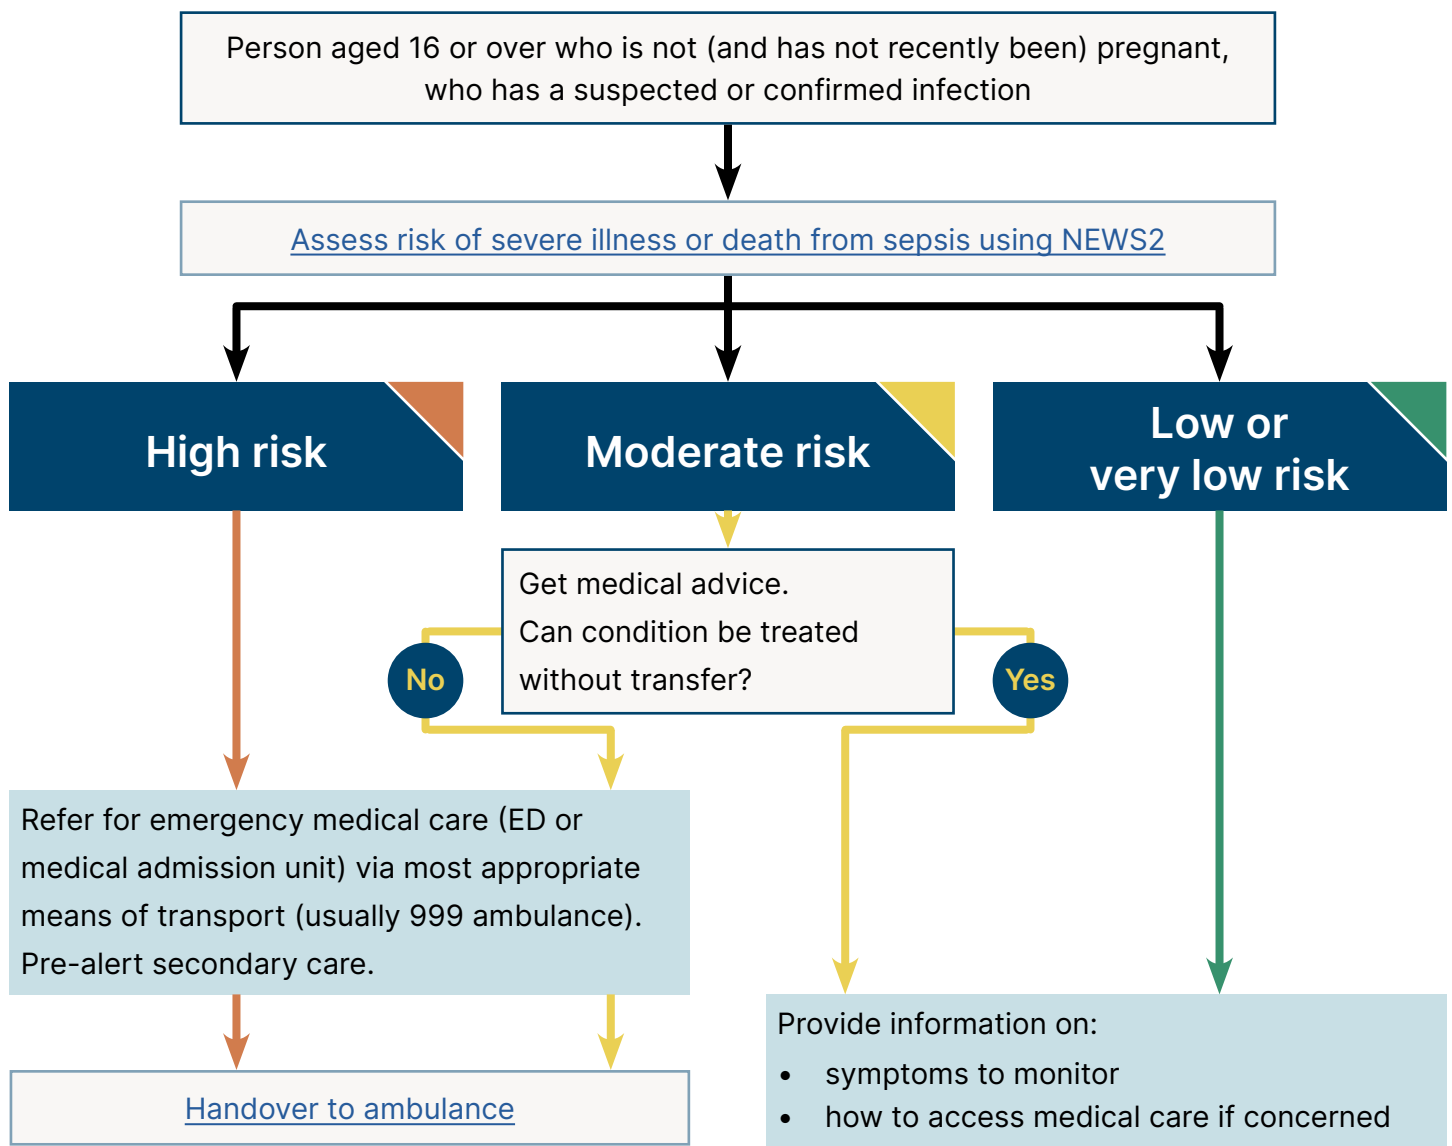 Person aged 16 or over who is not (and has not recently been) pregnant,
who has a suspected or confirmed infection
Assess risk of severe illness or death from sepsis using NEWS2
High risk
Moderate risk
Low or
very low risk
Get medical advice.
Can condition be treated
without transfer?
No
Yes
Refer for emergency medical care (ED or
medical admission unit) via most appropriate
means of transport (usually 999 ambulance).
Pre-alert secondary care.
Handover to ambulance
Provide information on:
• symptoms to monitor
• how to access medical care if concerned